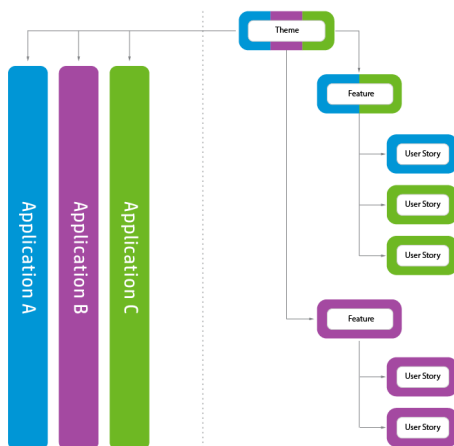 Theme
Feature
User Story
User Story
User Story
Feature
User Story
User Story
Application A
Application B
Application C